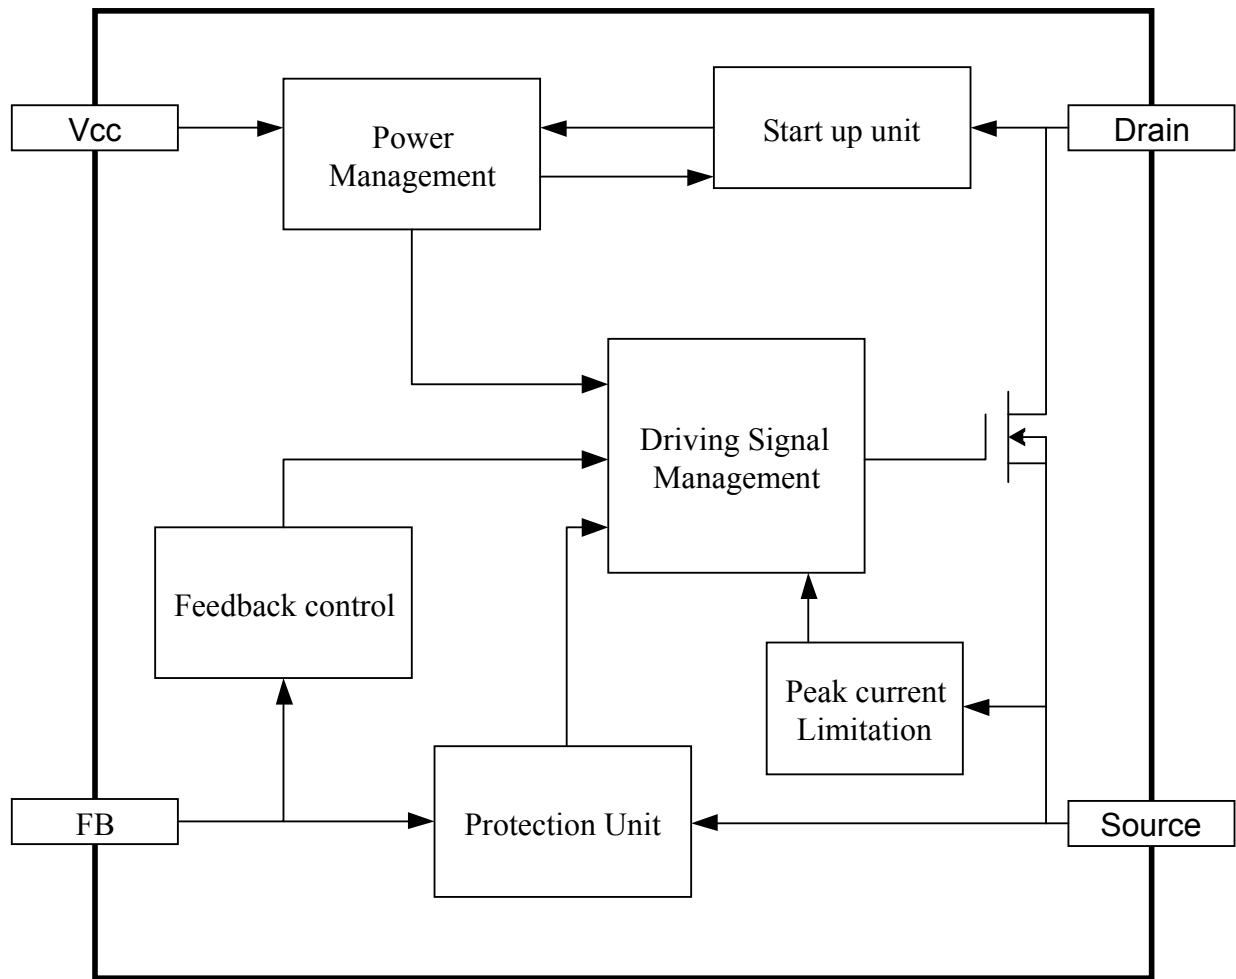 Vcc
Power
Management
Start up unit
Drain
Driving Signal
Management
Feedback control
Peak current
Limitation
FB
Protection Unit
Source